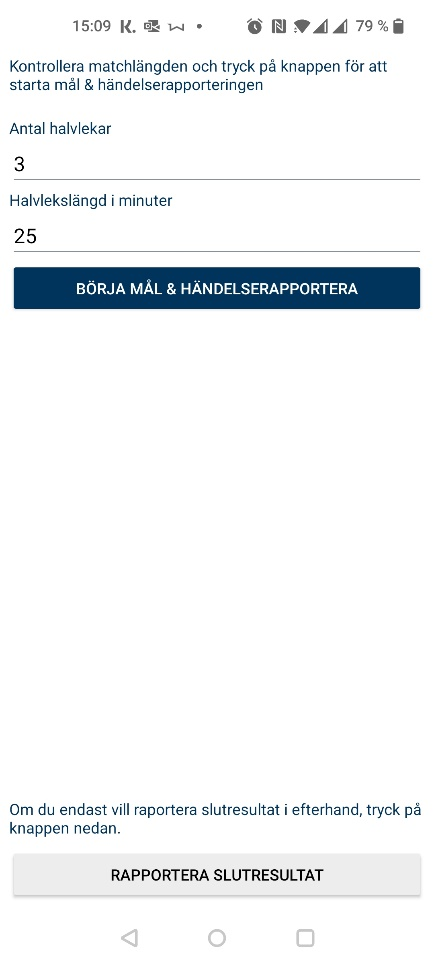 15:09 K. 79 %
Kontrollera matchlängden och tryck på knappen för att
starta mål & händelserapporteringen
Antal halvlekar
3
Halvlekslängd i minuter
25
BÖRJA MÅL & HÄNDELSERAPPORTERA
Om du endast vill raportera slutresultat i efterhand, tryck på
knappen nedan.
RAPPORTERA SLUTRESULTAT